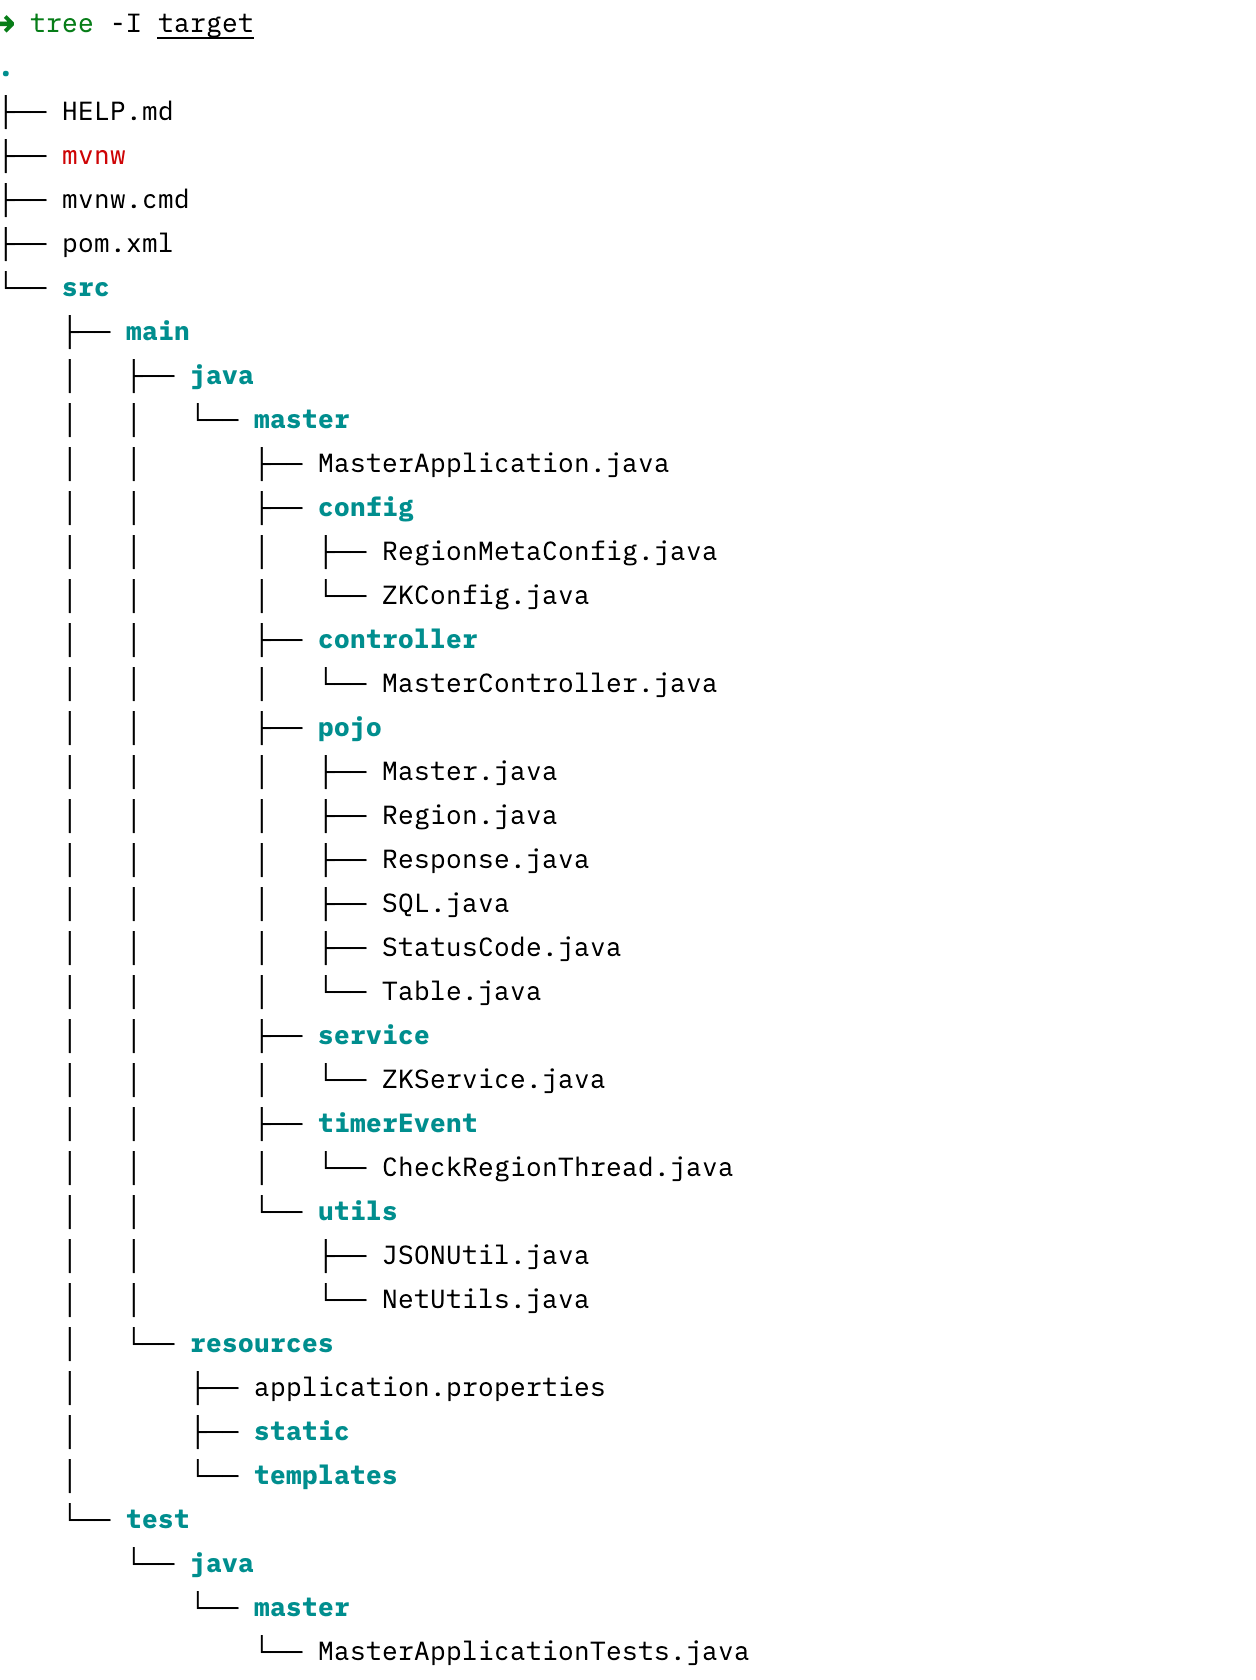 ➜ tree -I target
.
├── HELP.md
├── mvnw
├── mvnw.cmd
├── pom.xml
└── src
    ├── main
    │   ├── java
    │   │   └── master
    │   │       ├── MasterApplication.java
    │   │       ├── config
    │   │       │   ├── RegionMetaConfig.java
    │   │       │   └── ZKConfig.java
    │   │       ├── controller
    │   │       │   └── MasterController.java
    │   │       ├── pojo
    │   │       │   ├── Master.java
    │   │       │   ├── Region.java
    │   │       │   ├── Response.java
    │   │       │   ├── SQL.java
    │   │       │   ├── StatusCode.java
    │   │       │   └── Table.java
    │   │       ├── service
    │   │       │   └── ZKService.java
    │   │       ├── timerEvent
    │   │       │   └── CheckRegionThread.java
    │   │       └── utils
    │   │           ├── JSONUtil.java
    │   │           └── NetUtils.java
    │   └── resources
    │       ├── application.properties
    │       ├── static
    │       └── templates
    └── test
        └── java
            └── master
                └── MasterApplicationTests.java